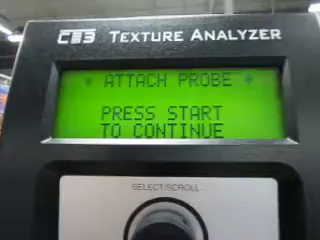 CT3 TEXTURE ANALYZER
* ATTACH PROBE *
PRESS START
TO CONTINUE
SELECT/SCROLL